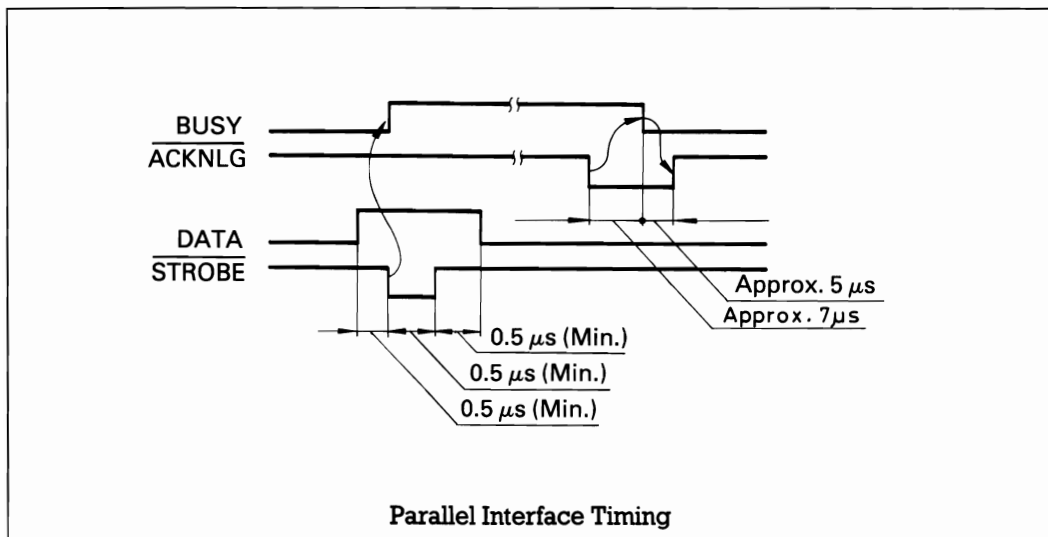 BUSY
ACKNLG
DATA
STROBE
Approx. 5 μs
Approx. 7μs
0.5 μs (Min.)
0.5 μs (Min.)
0.5 μs (Min.)
Parallel Interface Timing